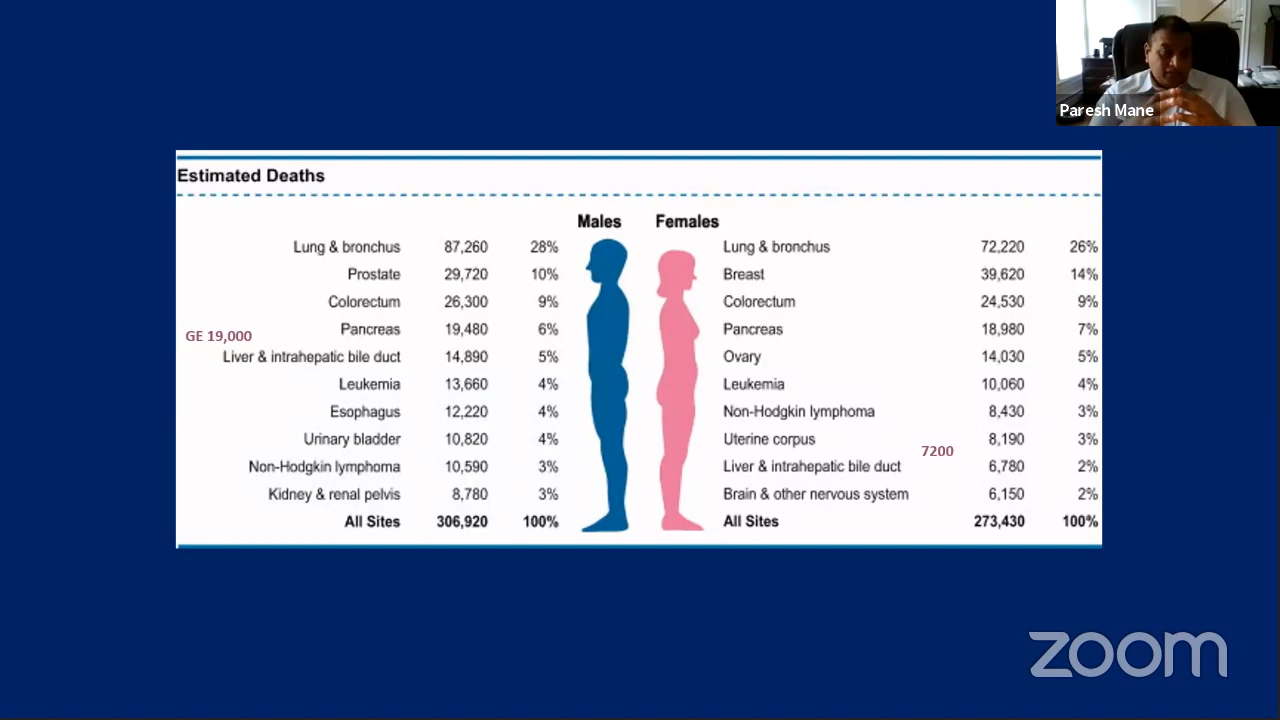 Paresh Mane
Estimated Deaths
Males Females
Lung & bronchus 87,260 28% Lung & bronchus 72,220 26%
Prostate 29,720 10% Breast 39,620 14%
Colorectum 26,300 9% Colorectum 24,530 9%
Pancreas 19,480 6% Pancreas 18,980 7%
GE 19,000
Liver & intrahepatic bile duct 14,890 5% Ovary 14,030 5%
Leukemia 13,660 4% Leukemia 10,060 4%
Esophagus 12,220 4% Non-Hodgkin lymphoma 8,430 3%
Urinary bladder 10,820 4% Uterine corpus 8,190 3%
7200
Non-Hodgkin lymphoma 10,590 3% Liver & intrahepatic bile duct 6,780 2%
Kidney & renal pelvis 8,780 3% Brain & other nervous system 6,150 2%
All Sites 306,920 100% All Sites 273,430 100%
zoom